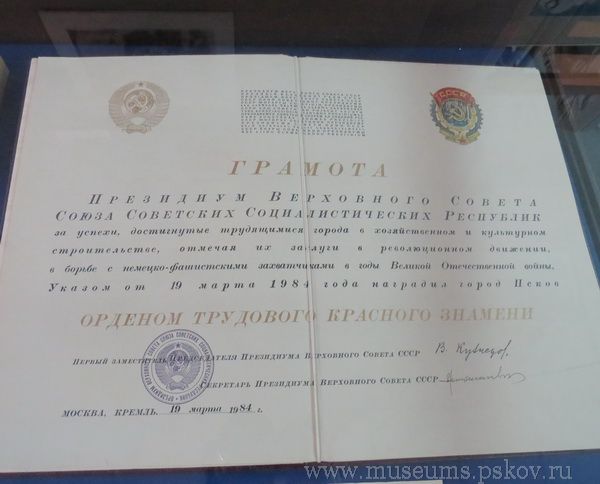 СССР
ГРАМОТА
ПРЕЗИДИУМ ВЕРХОВНОГО СОВЕТА
СОЮЗА СОВЕТСКИХ СОЦИАЛИСТИЧЕСКИХ РЕСПУБЛИК
за успехи, достигнутые трудящимися города в хозяйственном и культурном
строительстве, отмечая их заслуги в революционном движении,
в борьбе с немецко-фашистскими захватчиками в годы Великой Отечественной войны,
Указом от 19 марта 1984 года наградил город Псков
ОРДЕНОМ ТРУДОВОГО КРАСНОГО ЗНАМЕНИ
ПЕРВЫЙ ЗАМЕСТИТЕЛЬ ПРЕДСЕДАТЕЛЯ ПРЕЗИДИУМА ВЕРХОВНОГО СОВЕТА СССР В. Кузнецов
СЕКРЕТАРЬ ПРЕЗИДИУМА ВЕРХОВНОГО СОВЕТА СССР
МОСКВА, КРЕМЛЬ. 19 марта 1984 г.
www.museums.pskov.ru